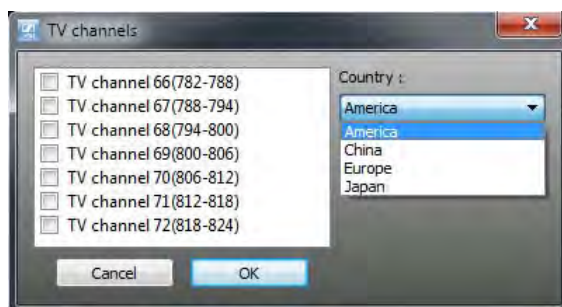 TV channels
TV channel 66(782-788)
TV channel 67(788-794)
TV channel 68(794-800)
TV channel 69(800-806)
TV channel 70(806-812)
TV channel 71(812-818)
TV channel 72(818-824)
Country :
America
America
China
Europe
Japan
Cancel
OK